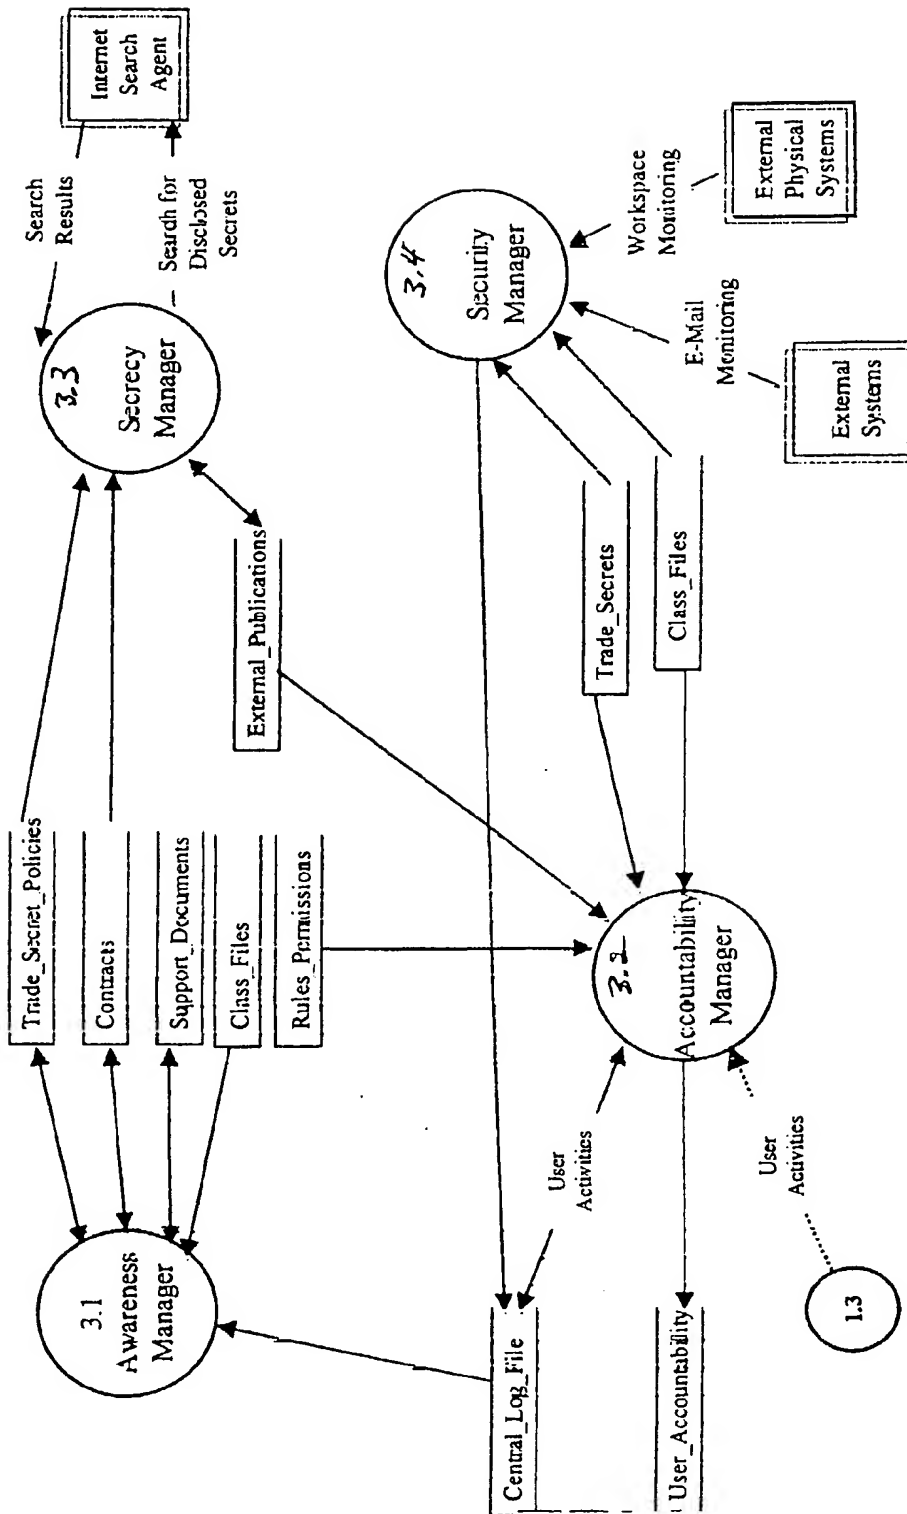 3.1
Awareness
Manager
Trade_Secret_Policies
Contracts
Support_Documents
Class_Files
Rules_Permissions
3.3
Secrecy
Manager
Search
Results
Search for
Disclosed
Secrets
Internet
Search
Agent
External_Publications
Central_Log_File
User
Activities
3.2
Accountability
Manager
Trade_Secrets
Class_Files
3.4
Security
Manager
Workspace
Monitoring
E-Mail
Monitoring
External
Physical
Systems
External
Systems
User_Accountability
User
Activities
1.3